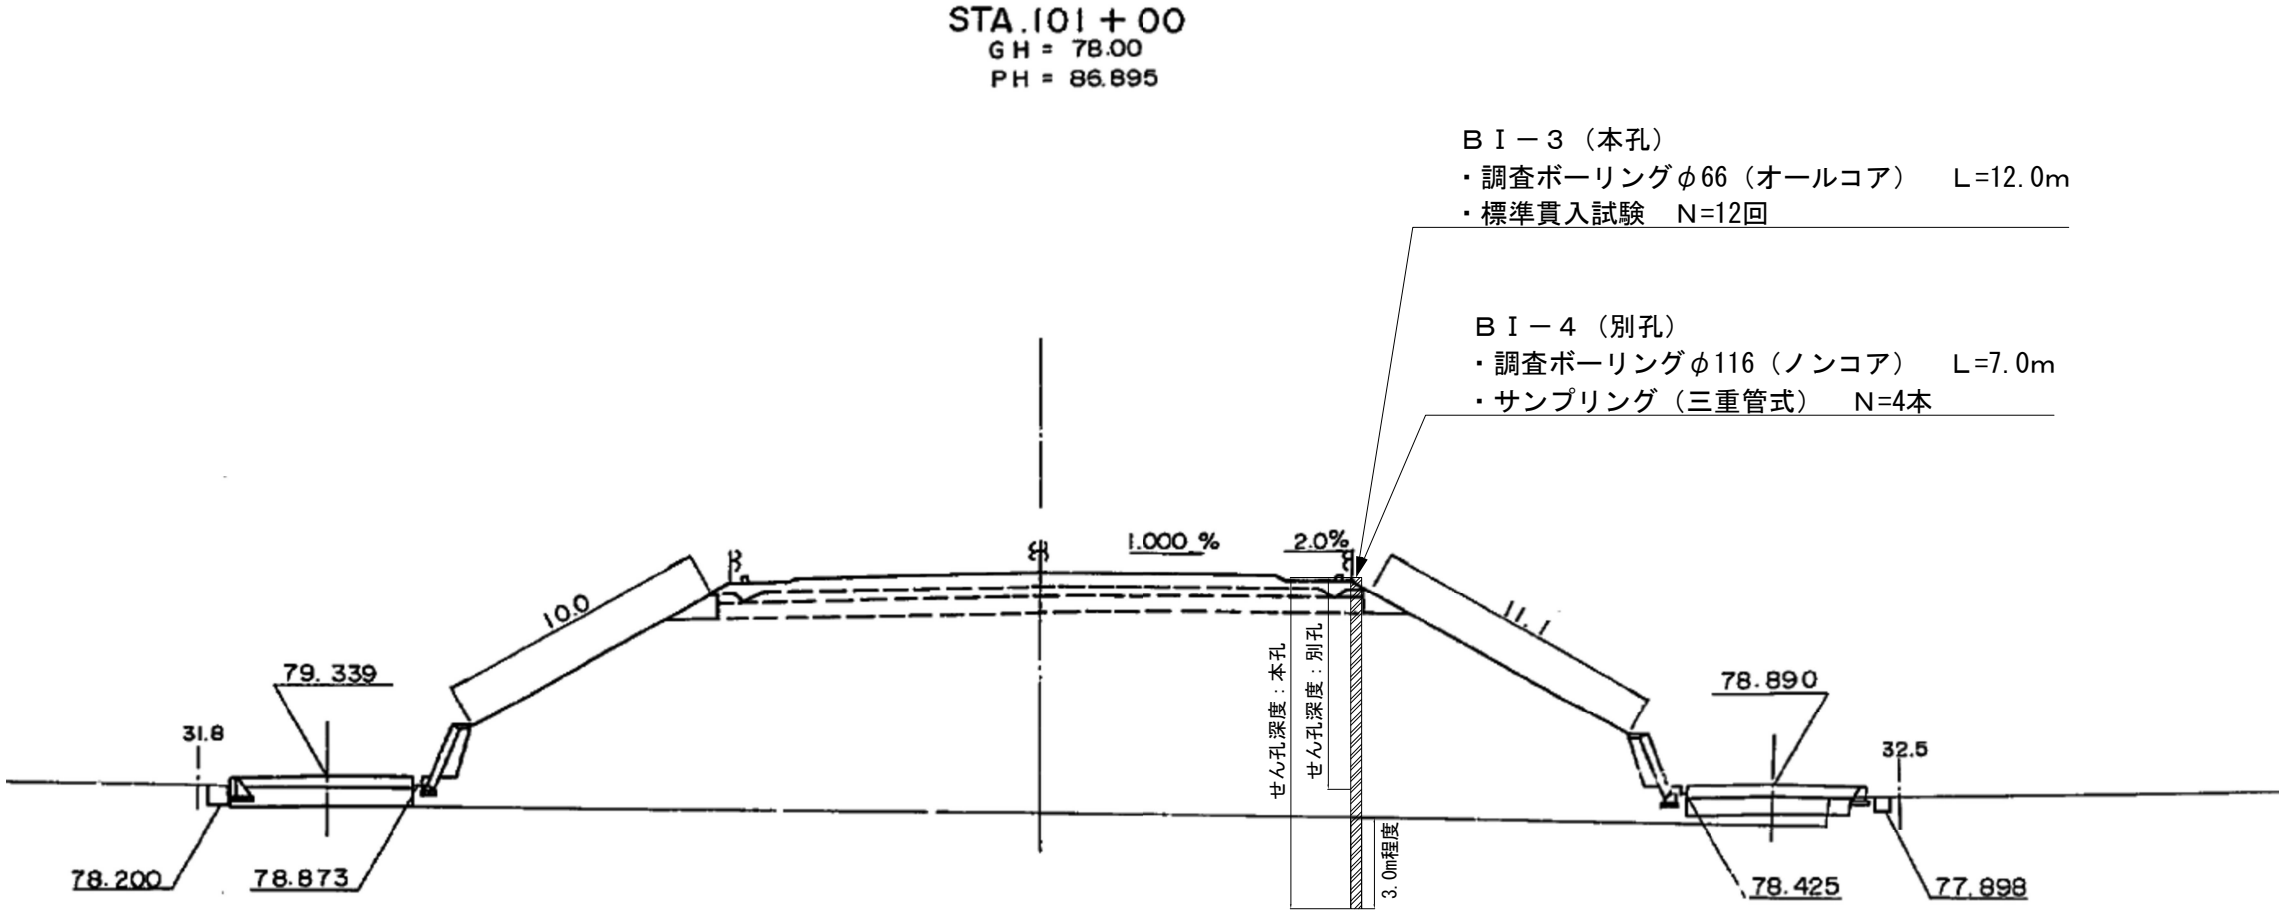 STA.101+00
GH = 78.00
PH = 86.895
ＢＩ－３（本孔）
・調査ボーリングφ66（オールコア）　Ｌ=12.0m
・標準貫入試験　Ｎ=12回
ＢＩ－４（別孔）
・調査ボーリングφ116（ノンコア）　Ｌ=7.0m
・サンプリング（三重管式）　Ｎ=4本
1.000 %
2.0%
10.0
11.1
せん孔深度：本孔
せん孔深度：別孔
79.339
78.890
31.8
32.5
3.0m程度
78.200
78.873
78.425
77.898